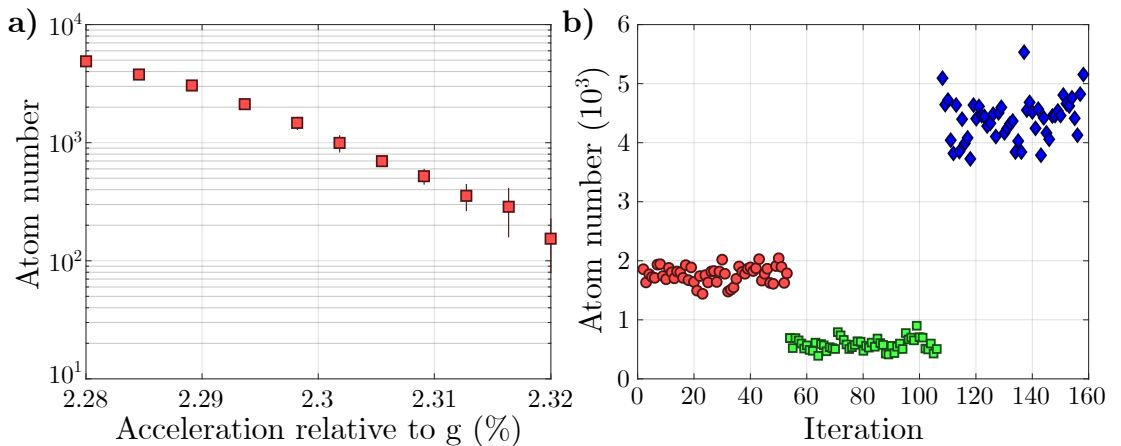 a)
10^4
10^3
10^2
10^1
Atom number
2.28 2.29 2.3 2.31 2.32
Acceleration relative to g (%)
b)
6
5
4
3
2
1
0
Atom number (10^3)
0 20 40 60 80 100 120 140 160
Iteration